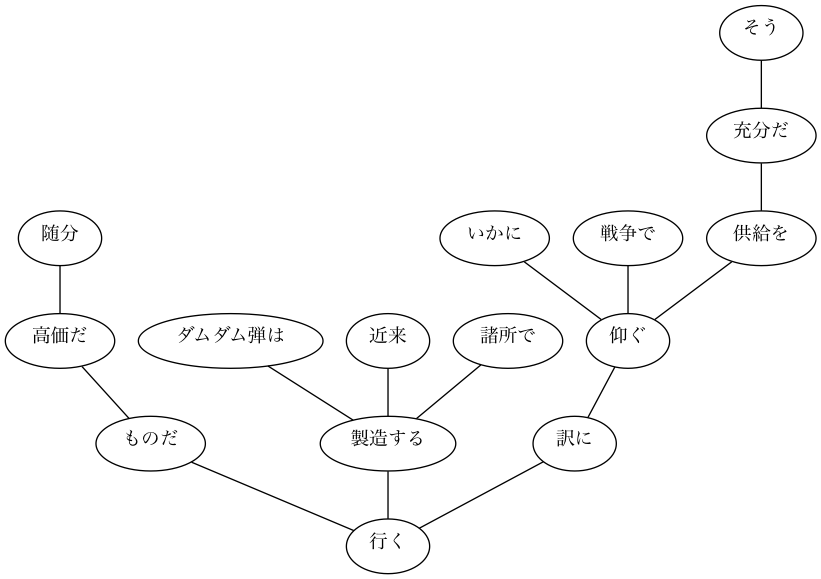 そう
充分だ
随分
いかに
戦争で
供給を
高価だ
ダムダム弾は
近来
諸所で
仰ぐ
ものだ
製造する
訳に
行く